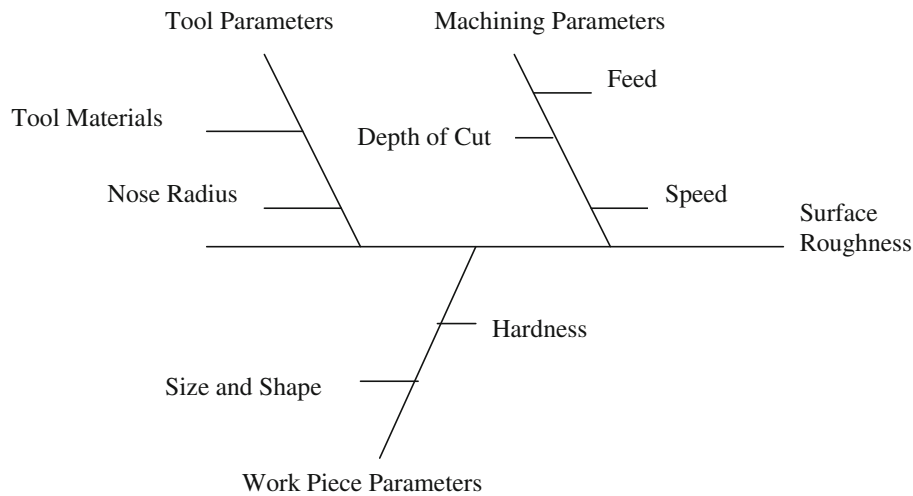 Tool Parameters
Machining Parameters
Feed
Tool Materials
Depth of Cut
Nose Radius
Speed
Surface
Roughness
Hardness
Size and Shape
Work Piece Parameters